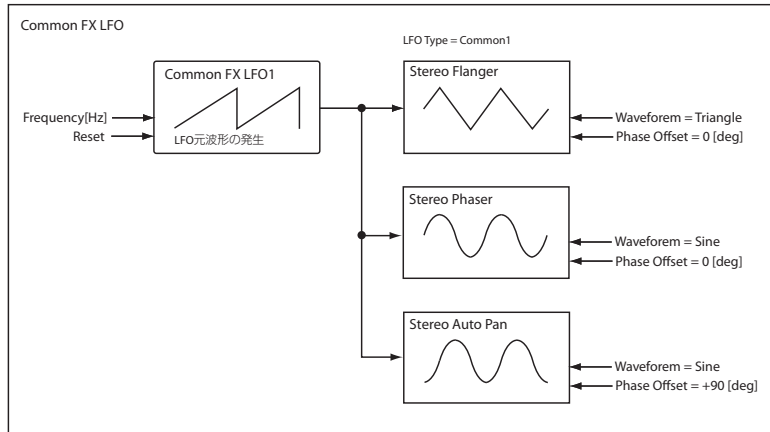 Common FX LFO
LFO Type = Common1
Common FX LFO1
Stereo Flanger
Frequency[Hz]
Reset
LFO元波形の発生
Waveforem = Triangle
Phase Offset = 0 [deg]
Stereo Phaser
Waveforem = Sine
Phase Offset = 0 [deg]
Stereo Auto Pan
Waveforem = Sine
Phase Offset = +90 [deg]